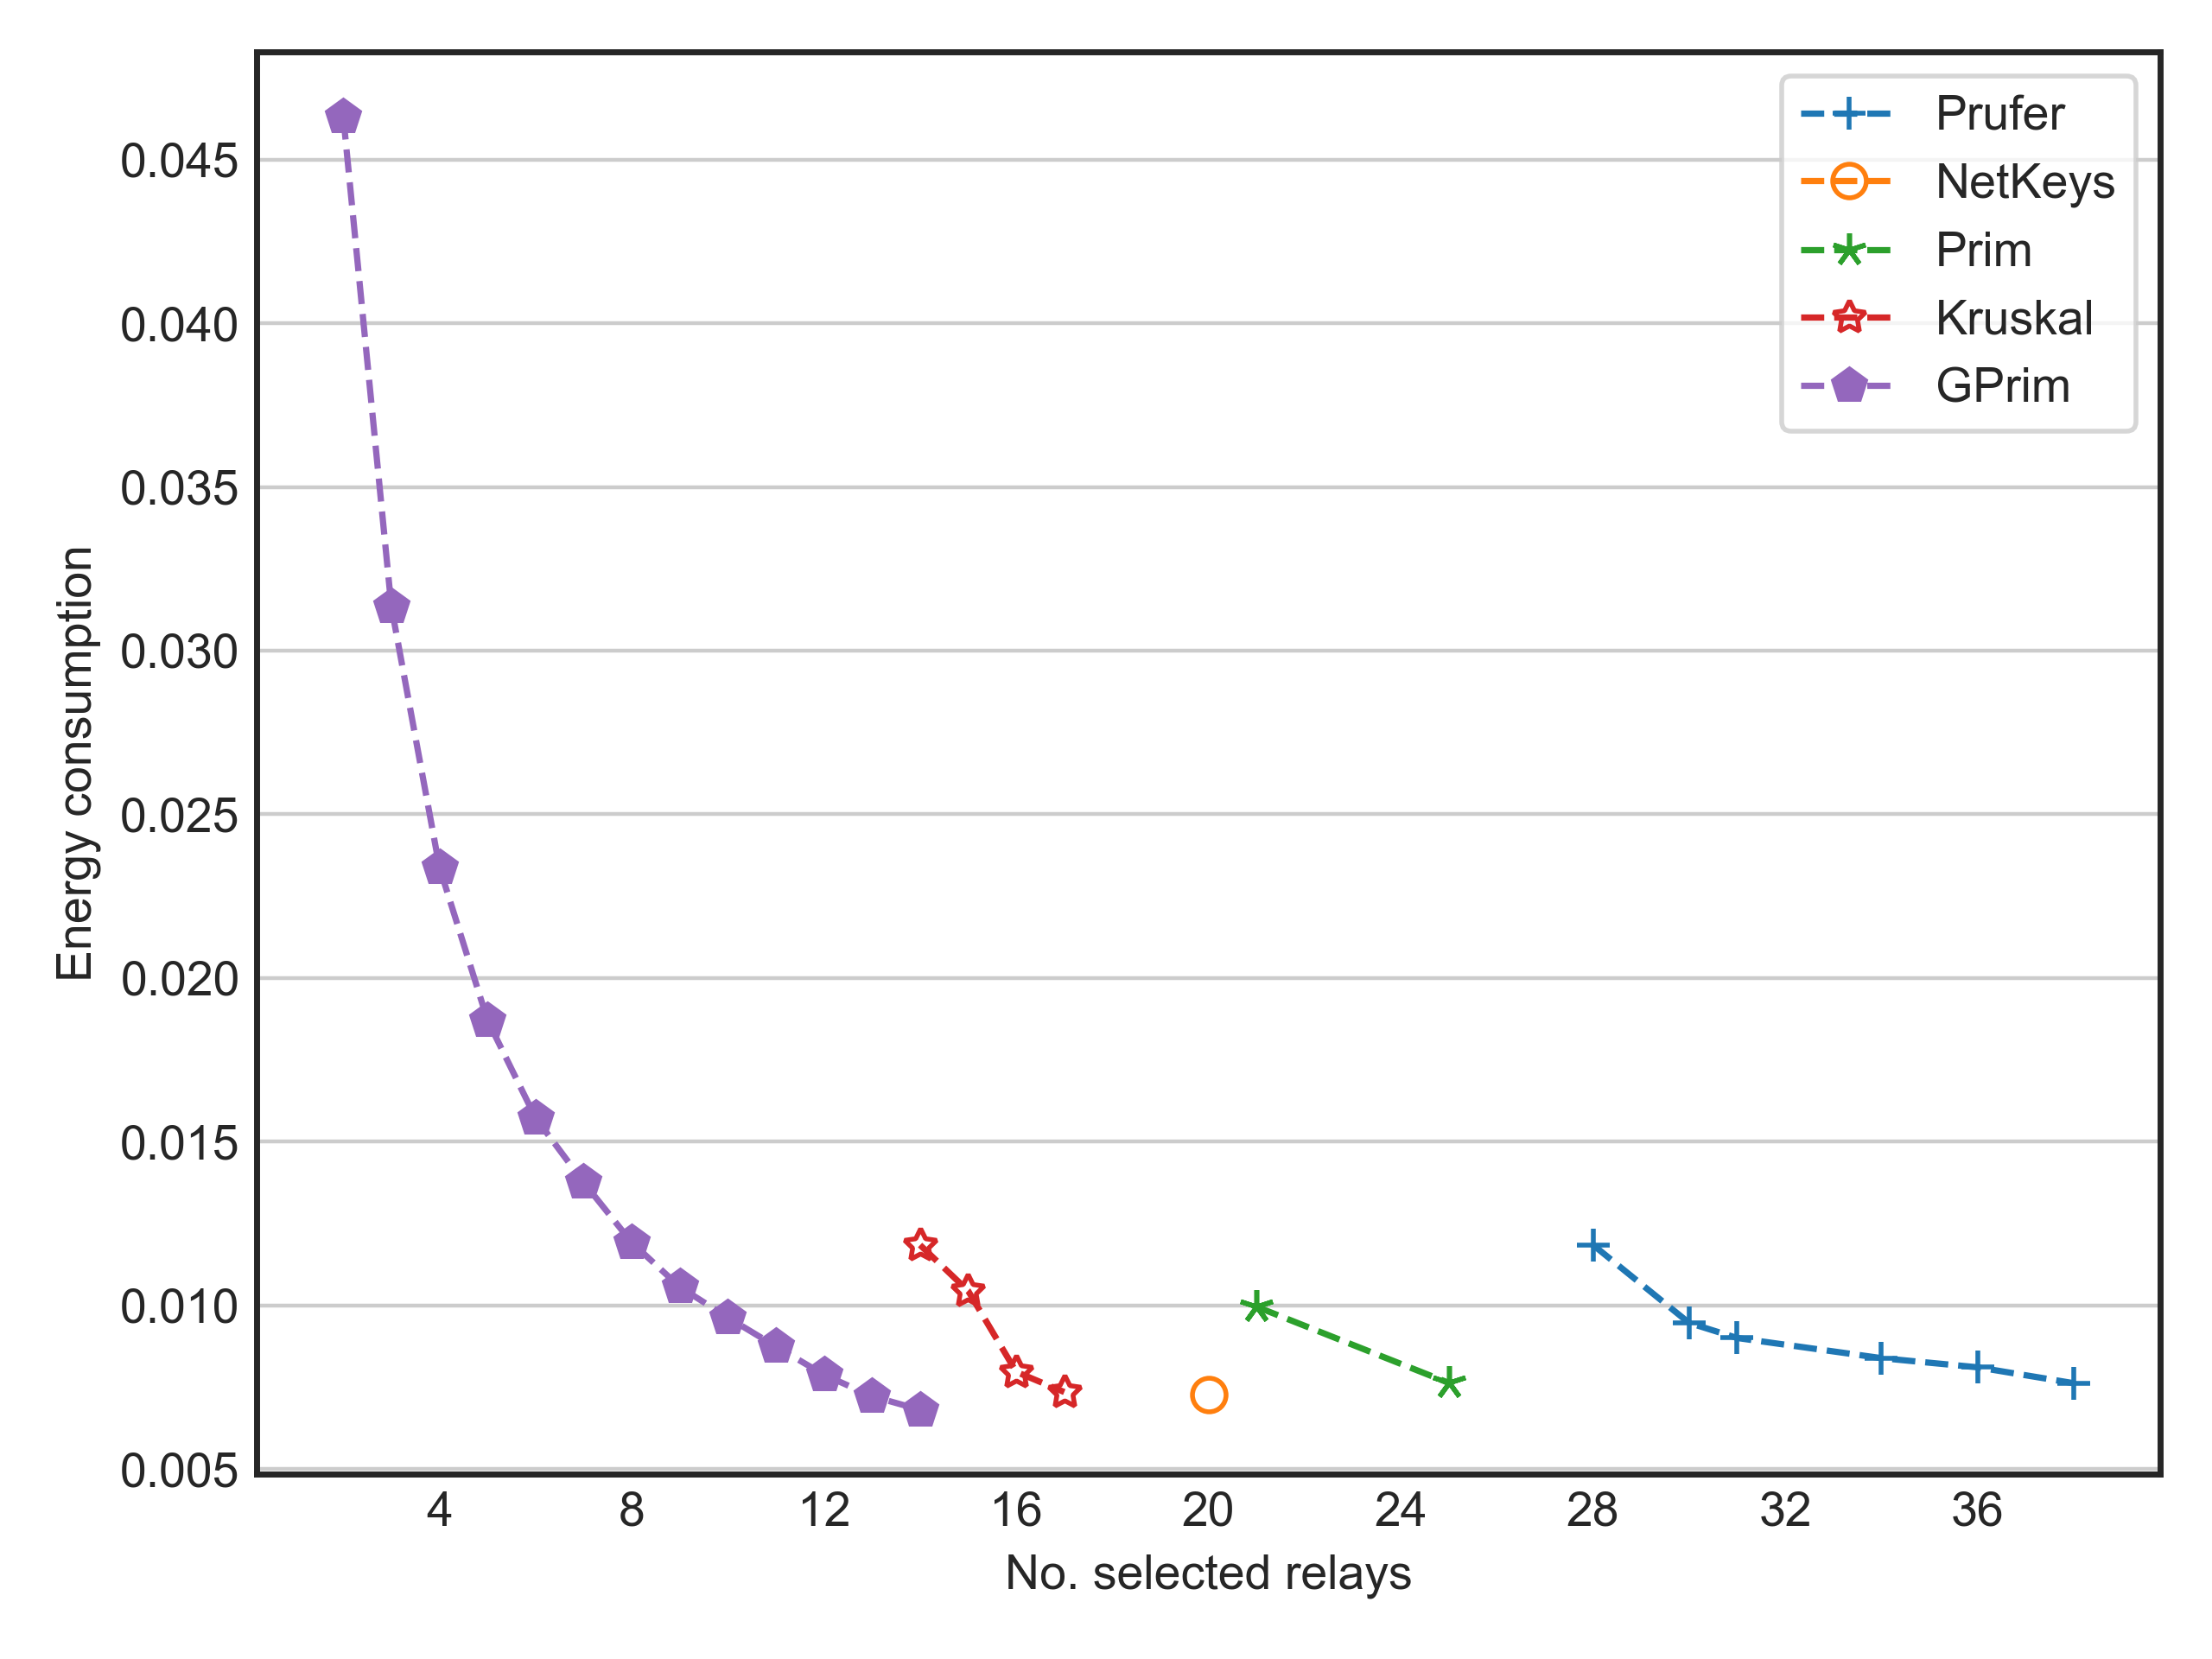 Prufer
NetKeys
Prim
Kruskal
GPrim
Energy consumption
0.045
0.040
0.035
0.030
0.025
0.020
0.015
0.010
0.005
4 8 12 16 20 24 28 32 36
No. selected relays